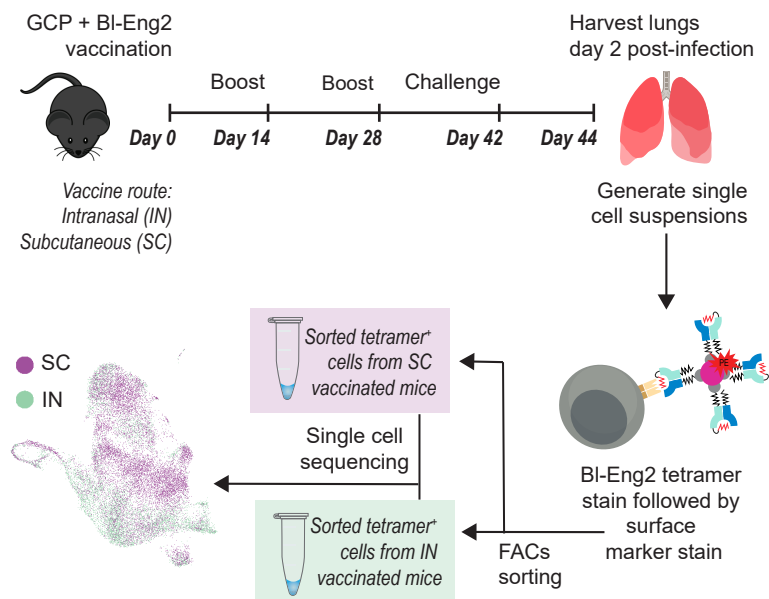 GCP + Bl-Eng2
vaccination
Boost
Boost
Challenge
Day 0
Day 14
Day 28
Day 42
Day 44
Harvest lungs
day 2 post-infection
Vaccine route:
Intranasal (IN)
Subcutaneous (SC)
Generate single
cell suspensions
PE
Bl-Eng2 tetramer
stain followed by
surface
marker stain
FACs
sorting
Sorted tetramer⁺
cells from SC
vaccinated mice
Single cell
sequencing
Sorted tetramer⁺
cells from IN
vaccinated mice
SC
IN